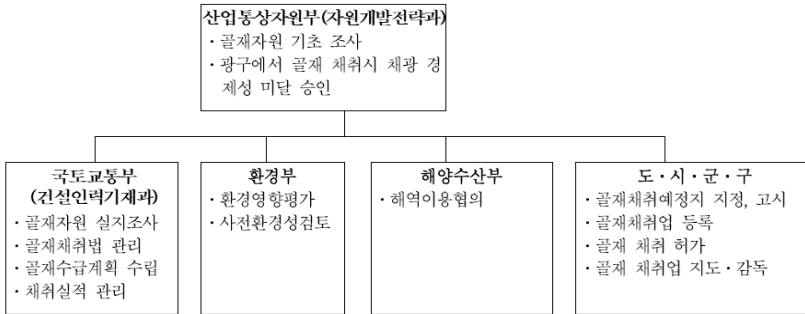 산업통상자원부(자원개발전략과)
· 골재자원 기초 조사
· 광구에서 골재 채취시 채광 경
제성 미달 승인
국토교통부
(건설인력기재과)
· 골재자원 실지조사
· 골재채취법 관리
· 골재수급계획 수립
· 채취실적 관리
환경부
· 환경영향평가
· 사전환경성검토
해양수산부
· 해역이용협의
도 · 시 · 군 · 구
· 골재채취예정지 지정, 고시
· 골재채취업 등록
· 골재 채취 허가
· 골재 채취업 지도 · 감독